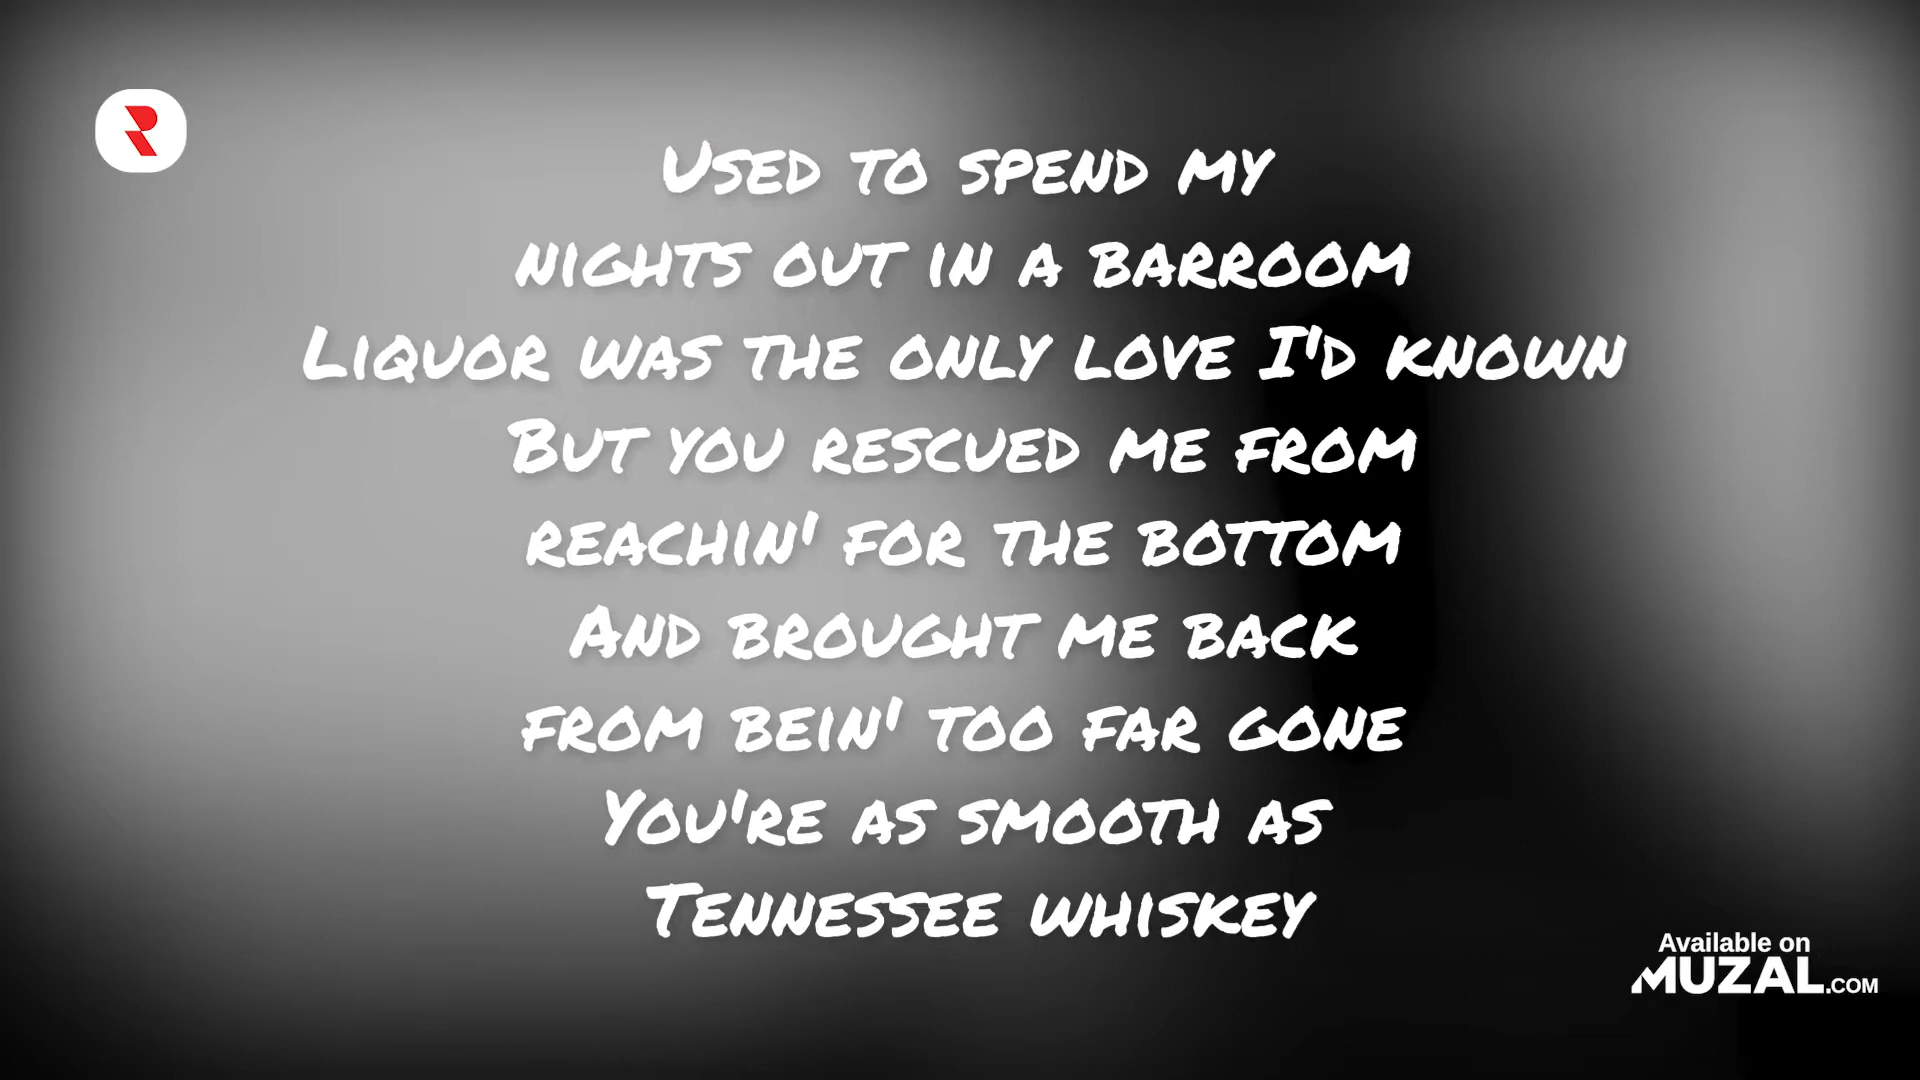 Used to spend my
nights out in a barroom
Liquor was the only love I'd known
But you rescued me from
reachin' for the bottom
And brought me back
from bein' too far gone
You're as smooth as
Tennessee whiskey
Available on
MUZAL.COM